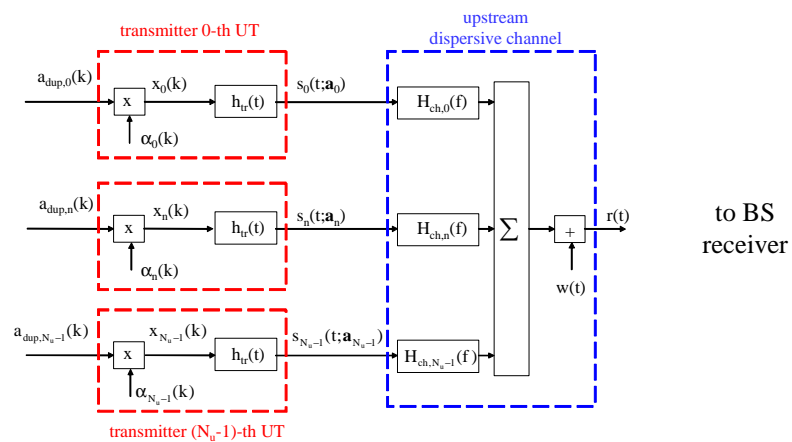 transmitter 0-th UT
upstream
dispersive channel
a_dup,0(k)
x
x_0(k)
h_tr(t)
s_0(t;a_0)
H_ch,0(f)
α_0(k)
a_dup,n(k)
x
x_n(k)
h_tr(t)
s_n(t;a_n)
H_ch,n(f)
∑
+
r(t)
w(t)
α_n(k)
to BS
receiver
a_dup,N_u−1(k)
x
x_N_u−1(k)
h_tr(t)
s_N_u−1(t;a_N_u−1)
H_ch,N_u−1(f)
α_N_u−1(k)
transmitter (N_u-1)-th UT